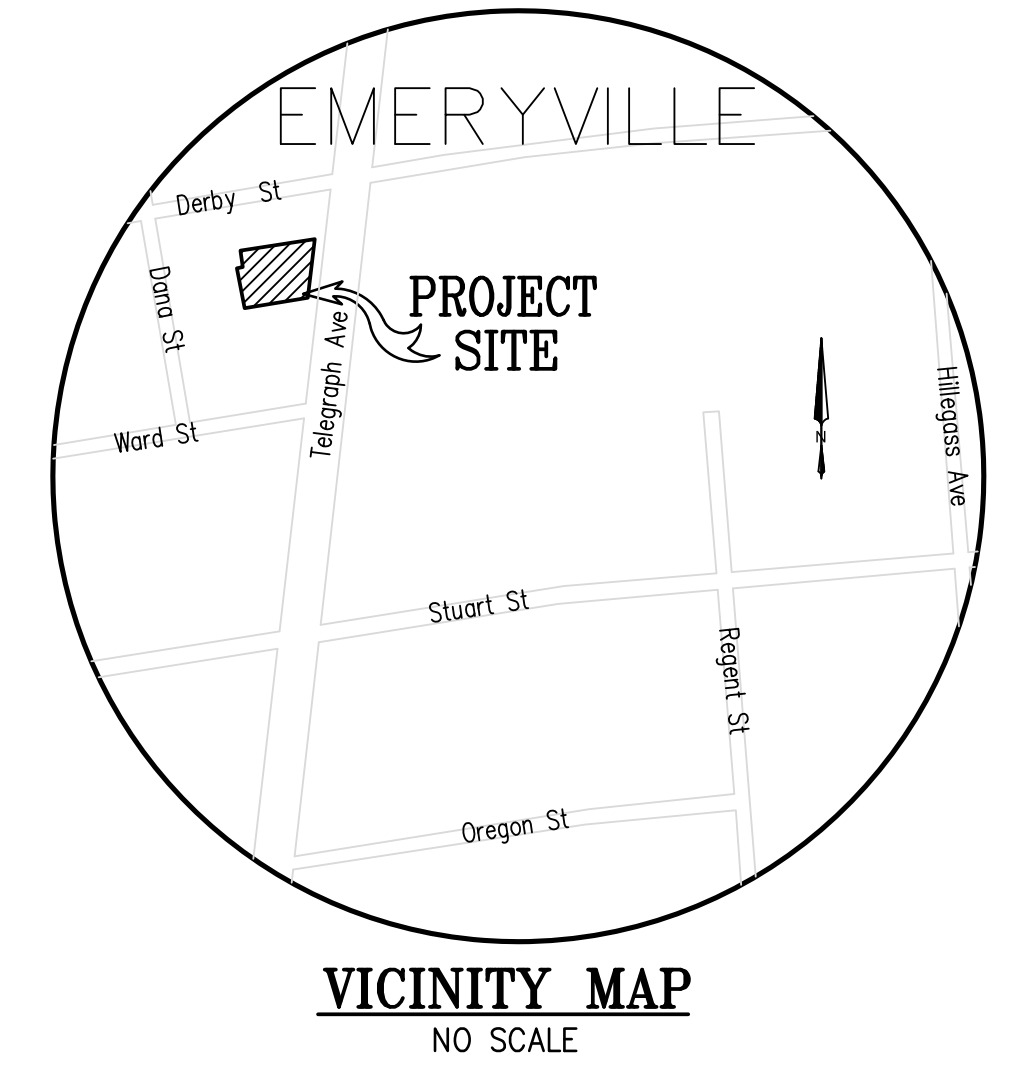 EMERYVILLE
Derby St
Dana St
PROJECT
SITE
Telegraph Ave
Ward St
N
Hillegass Ave
Stuart St
Regent St
Oregon St
VICINITY MAP
NO SCALE